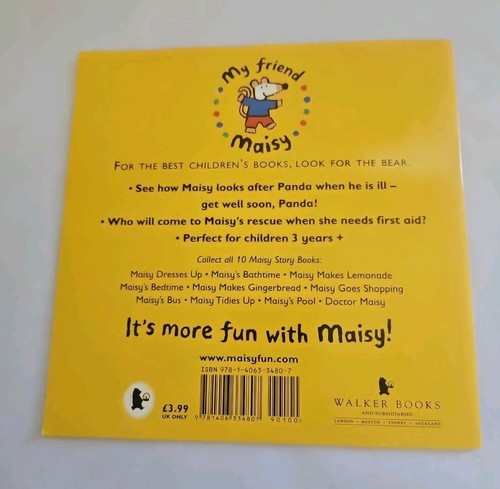 My friend
Maisy
FOR THE BEST CHILDREN'S BOOKS, LOOK FOR THE BEAR.
• See how Maisy looks after Panda when he is ill –
get well soon, Panda!
• Who will come to Maisy's rescue when she needs first aid?
• Perfect for children 3 years +
Collect all 10 Maisy Story Books:
Maisy Dresses Up • Maisy's Bathtime • Maisy Makes Lemonade
Maisy's Bedtime • Maisy Makes Gingerbread • Maisy Goes Shopping
Maisy's Bus • Maisy Tidies Up • Maisy's Pool • Doctor Maisy
It's more fun with Maisy!
www.maisyfun.com
ISBN 978-1-4063-3480-7
£3.99
UK ONLY
9 781406 334807
90100
WALKER BOOKS
AND SUBSIDIARIES
LONDON • BOSTON • SYDNEY • AUCKLAND